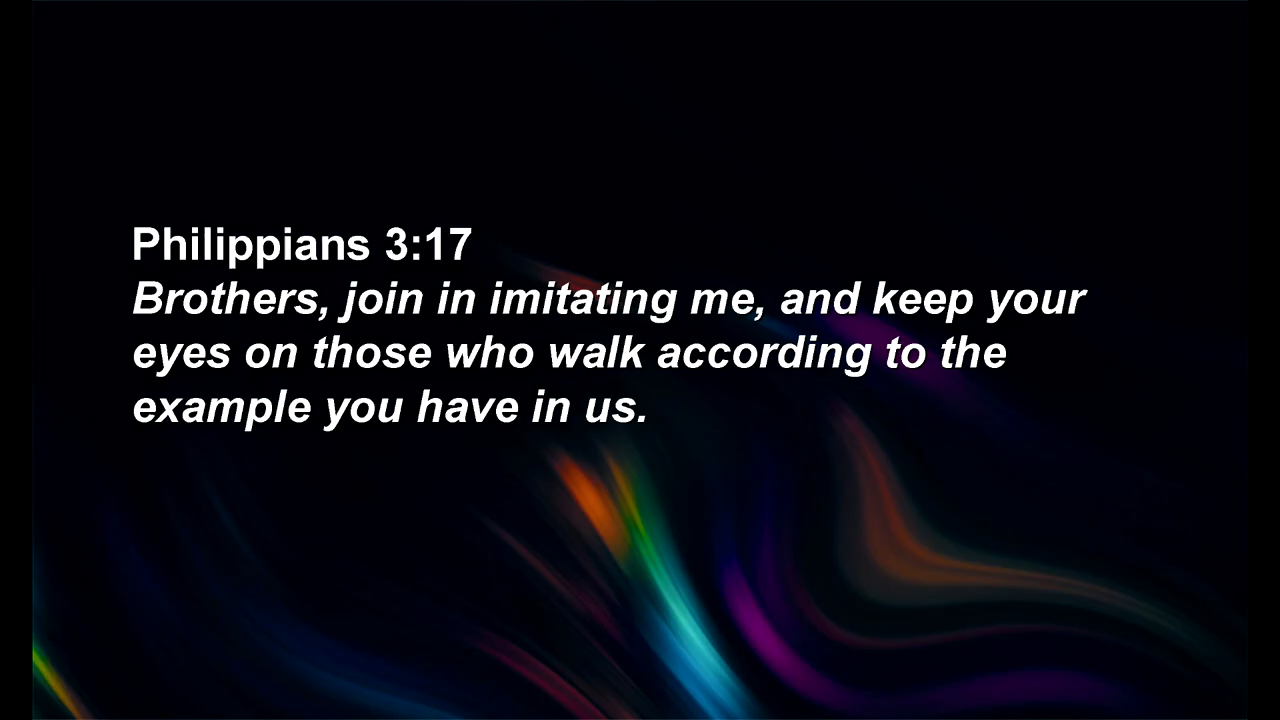 Philippians 3:17
Brothers, join in imitating me, and keep your
eyes on those who walk according to the
example you have in us.